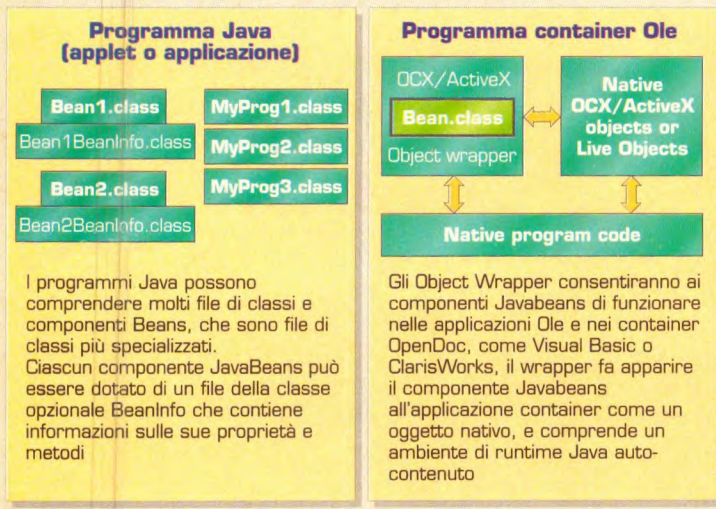 Programma Java
(applet o applicazione)
Bean1.class
Bean1BeanInfo.class
Bean2.class
Bean2BeanInfo.class
MyProg1.class
MyProg2.class
MyProg3.class
I programmi Java possono
comprendere molti file di classi e
componenti Beans, che sono file di
classi più specializzati.
Ciascun componente JavaBeans può
essere dotato di un file della classe
opzionale BeanInfo che contiene
informazioni sulle sue proprietà e
metodi
Programma container Ole
OCX/ActiveX
Bean.class
Object wrapper
Native
OCX/ActiveX
objects or
Live Objects
Native program code
Gli Object Wrapper consentiranno ai
componenti Javabeans di funzionare
nelle applicazioni Ole e nei container
OpenDoc, come Visual Basic o
ClarisWorks, il wrapper fa apparire
il componente Javabeans
all'applicazione container come un
oggetto nativo, e comprende un
ambiente di runtime Java auto-
contenuto